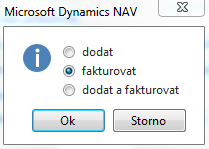 Microsoft Dynamics NAV
dodat
fakturovat
dodat a fakturovat
Ok
Storno